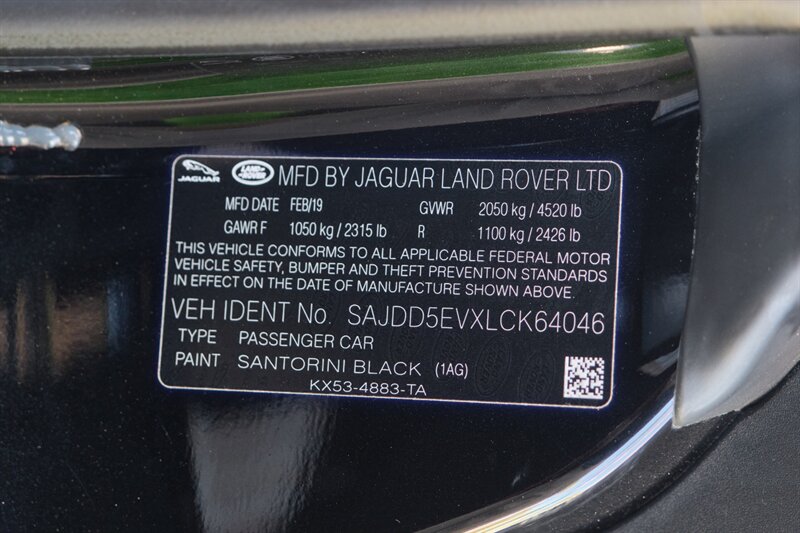 JAGUAR LAND ROVER MFD BY JAGUAR LAND ROVER LTD
MFD DATE FEB/19 GVWR 2050 kg / 4520 lb
GAWR F 1050 kg / 2315 lb R 1100 kg / 2426 lb
THIS VEHICLE CONFORMS TO ALL APPLICABLE FEDERAL MOTOR
VEHICLE SAFETY, BUMPER AND THEFT PREVENTION STANDARDS
IN EFFECT ON THE DATE OF MANUFACTURE SHOWN ABOVE.
VEH IDENT No. SAJDD5EVXLCK64046
TYPE PASSENGER CAR
PAINT SANTORINI BLACK (1AG)
KX53-4883-TA